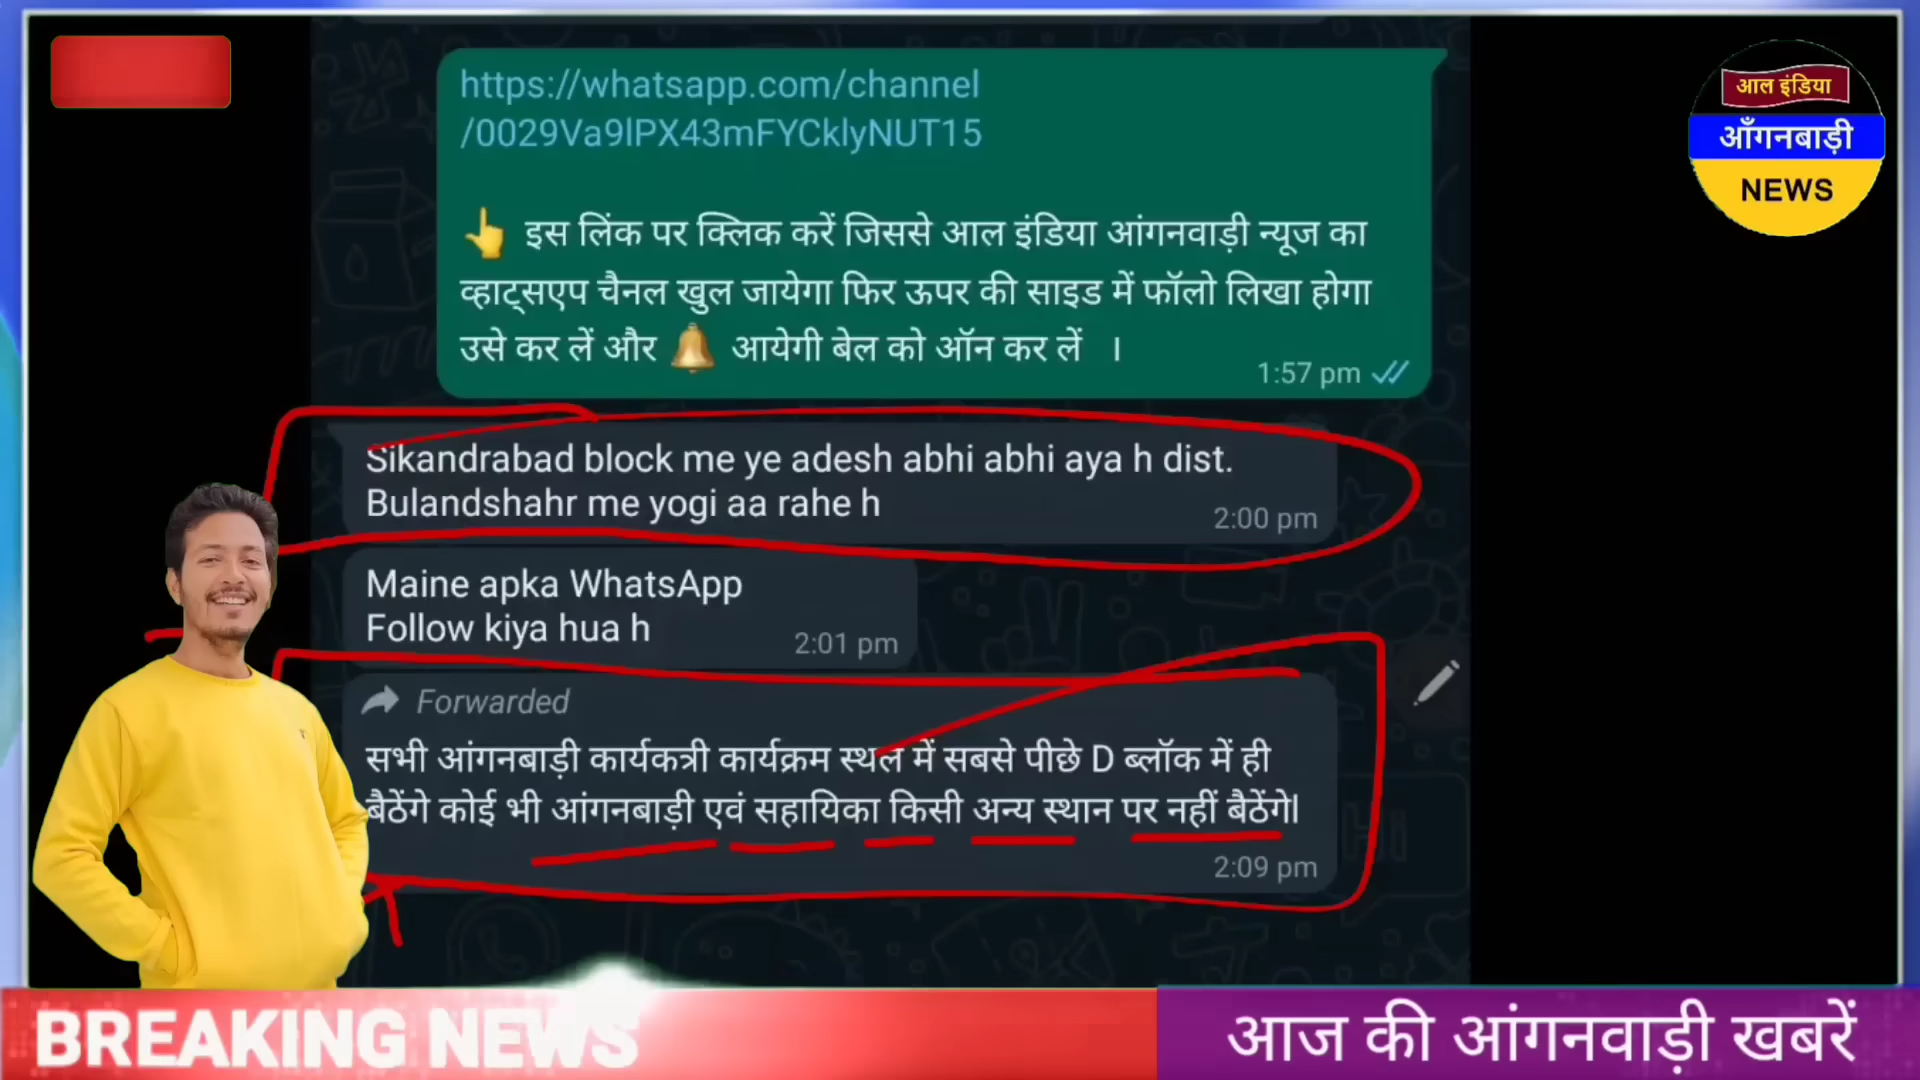 https://whatsapp.com/channel
/0029Va9lPX43mFYCklyNUT15
👆 इस लिंक पर क्लिक करें जिससे आल इंडिया आंगनवाड़ी न्यूज का
व्हाट्सएप चैनल खुल जायेगा फिर ऊपर की साइड में फॉलो लिखा होगा
उसे कर लें और 🔔 आयेगी बेल को ऑन कर लें ।
1:57 pm
Sikandrabad block me ye adesh abhi abhi aya h dist.
Bulandshahr me yogi aa rahe h
2:00 pm
Maine apka WhatsApp
Follow kiya hua h
2:01 pm
Forwarded
सभी आंगनबाड़ी कार्यकत्री कार्यक्रम स्थल में सबसे पीछे D ब्लॉक में ही
बैठेंगे कोई भी आंगनबाड़ी एवं सहायिका किसी अन्य स्थान पर नहीं बैठेंगे|
2:09 pm
आल इंडिया
आँगनबाड़ी
NEWS
BREAKING NEWS
आज की आंगनवाड़ी खबरें